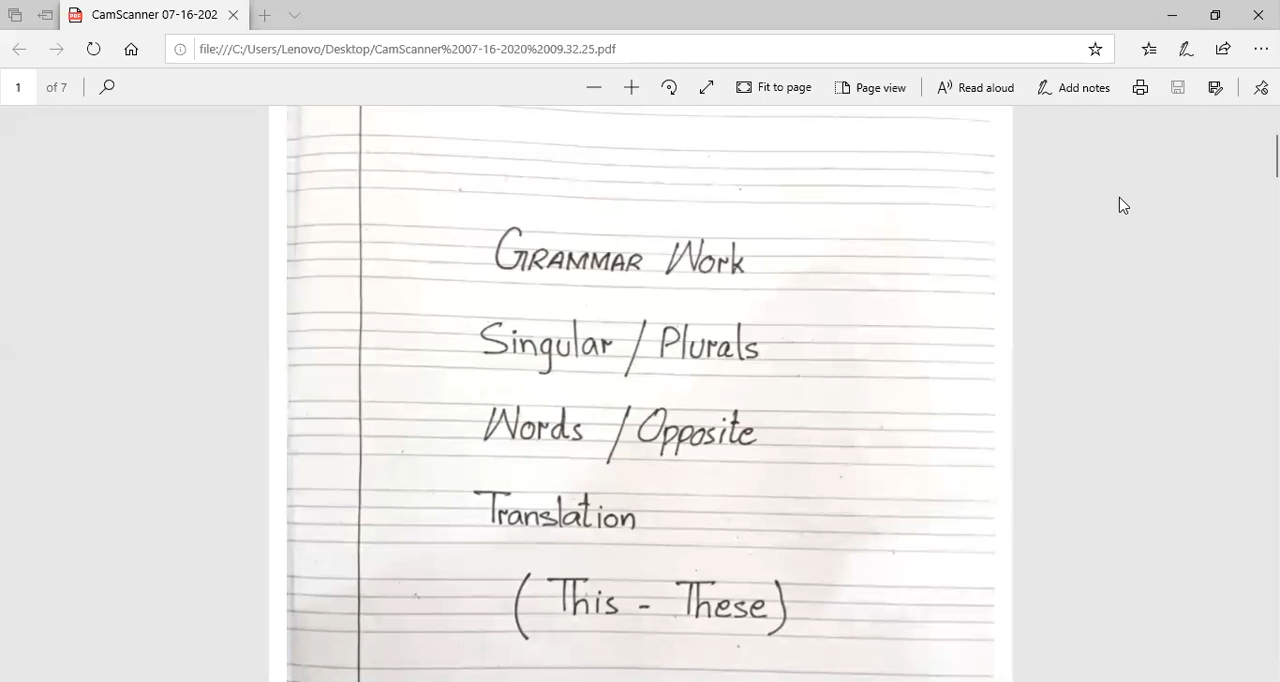 CamScanner 07-16-202
file:///C:/Users/Lenovo/Desktop/CamScanner%2007-16-2020%2009.32.25.pdf
1 of 7 Fit to page Page view Read aloud Add notes
GRAMMAR Work
Singular / Plurals
Words / Opposite
Translation
( This - These )